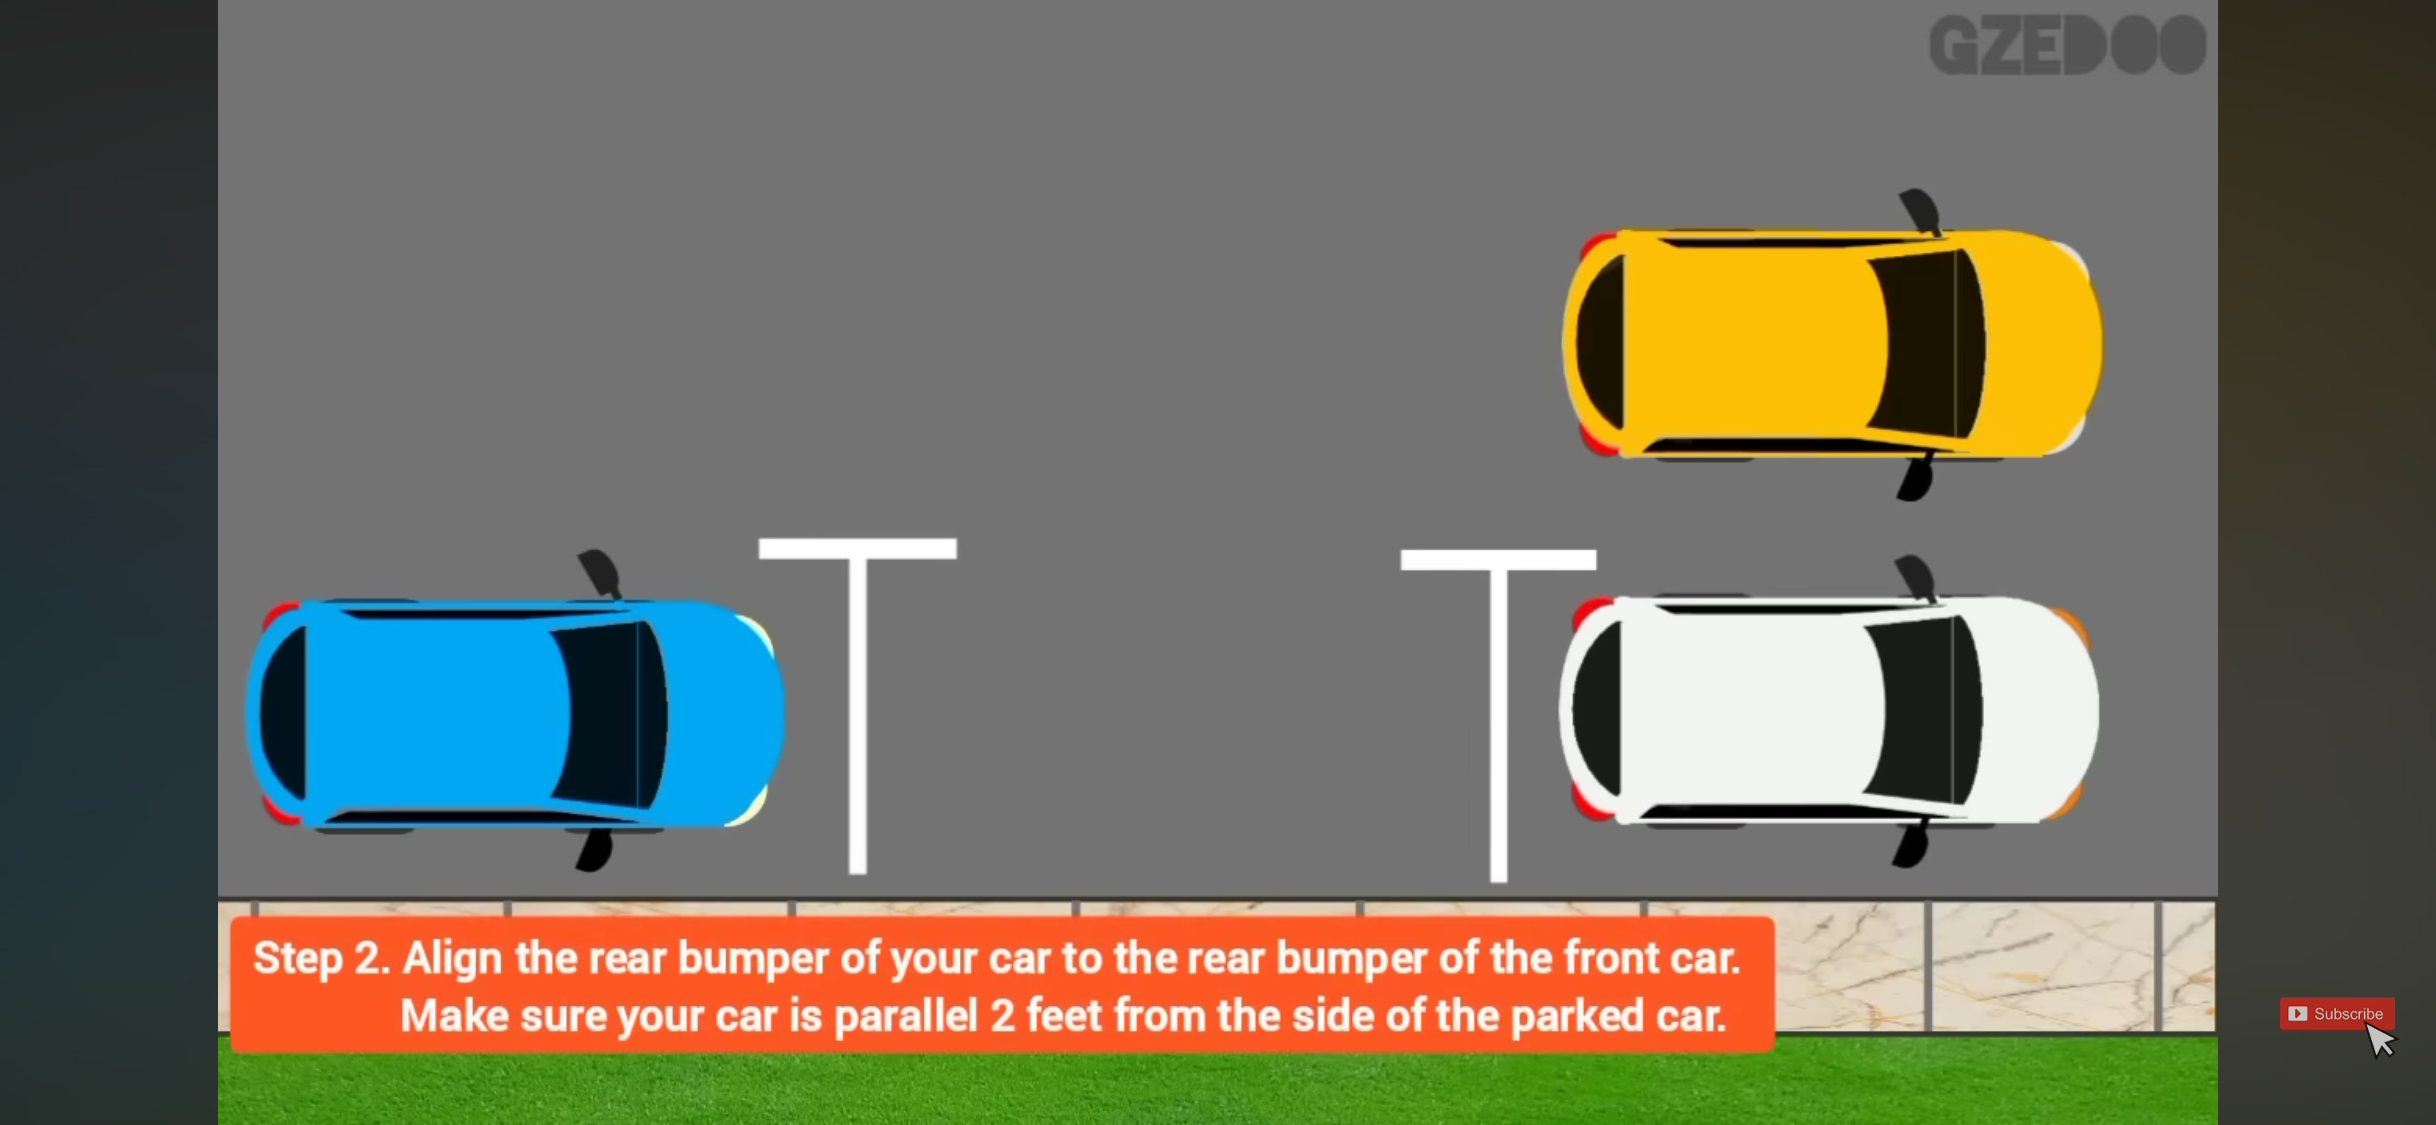 GZEDOO
Step 2. Align the rear bumper of your car to the rear bumper of the front car.
Make sure your car is parallel 2 feet from the side of the parked car.
Subscribe